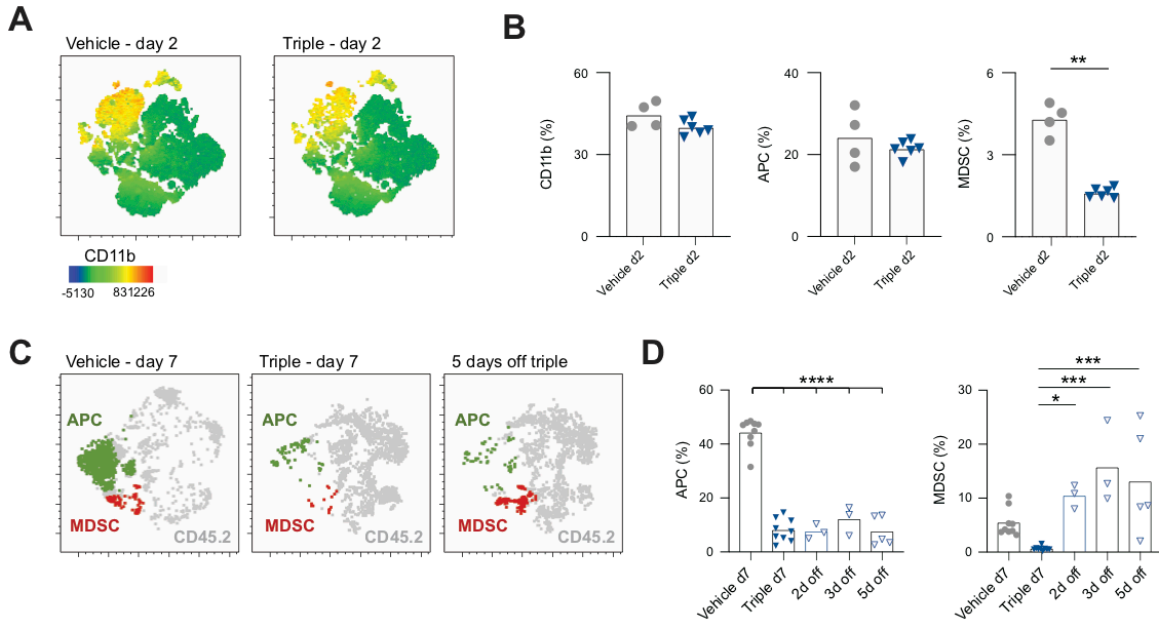 A
Vehicle - day 2
Triple - day 2
CD11b
-5130
831226
B
CD11b (%)
60
30
0
Vehicle d2
Triple d2
APC (%)
40
20
0
Vehicle d2
Triple d2
MDSC (%)
6
3
0
**
Vehicle d2
Triple d2
C
Vehicle - day 7
Triple - day 7
5 days off triple
APC
MDSC
CD45.2
APC
MDSC
CD45.2
APC
MDSC
CD45.2
D
APC (%)
60
40
20
0
****
Vehicle d7
Triple d7
2d off
3d off
5d off
MDSC (%)
30
20
10
0
***
***
*
Vehicle d7
Triple d7
2d off
3d off
5d off